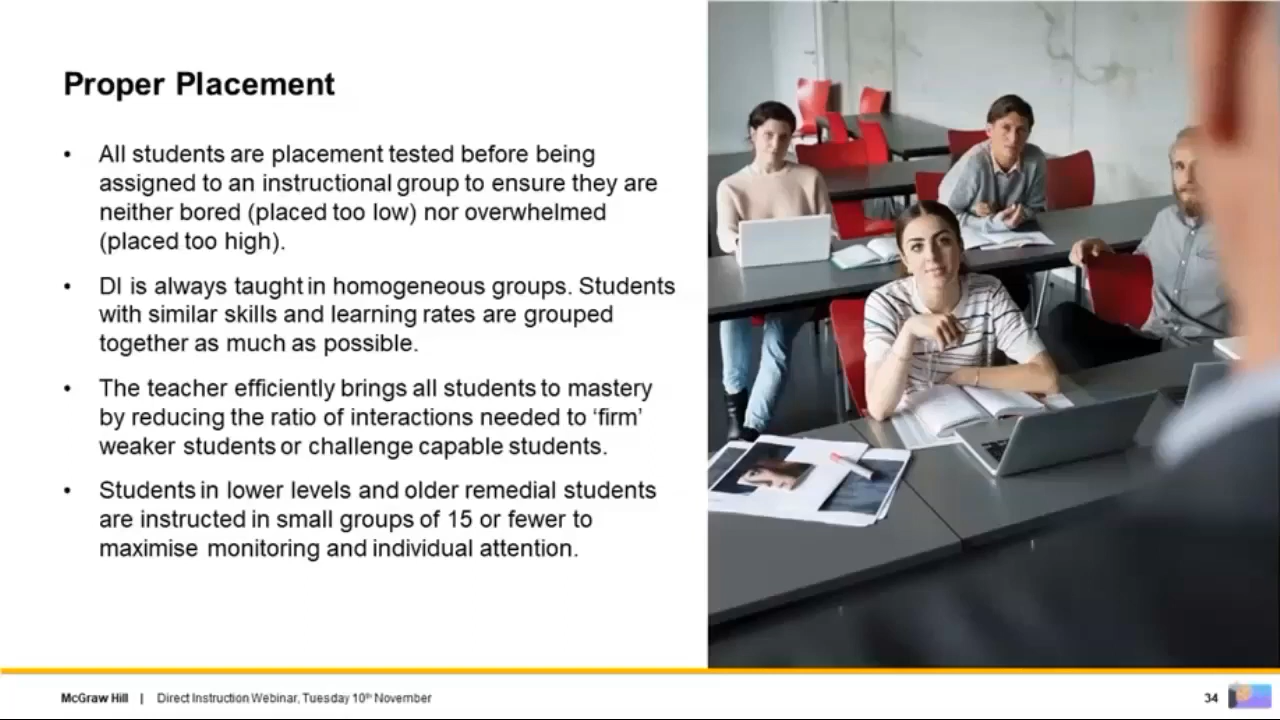 Proper Placement
• All students are placement tested before being
assigned to an instructional group to ensure they are
neither bored (placed too low) nor overwhelmed
(placed too high).
• DI is always taught in homogeneous groups. Students
with similar skills and learning rates are grouped
together as much as possible.
• The teacher efficiently brings all students to mastery
by reducing the ratio of interactions needed to ‘firm’
weaker students or challenge capable students.
• Students in lower levels and older remedial students
are instructed in small groups of 15 or fewer to
maximise monitoring and individual attention.
McGraw Hill | Direct Instruction Webinar, Tuesday 10th November 34